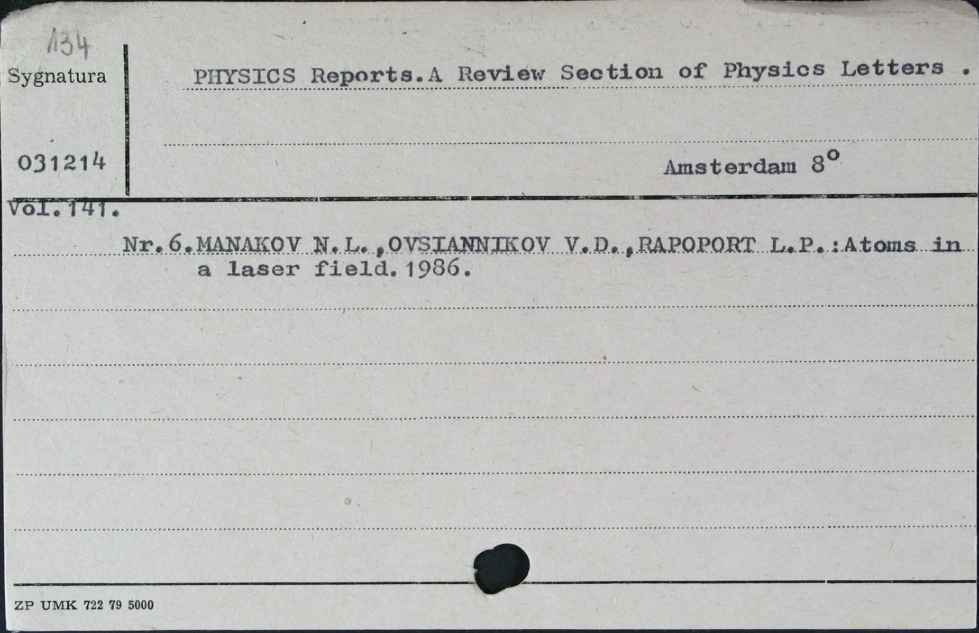 134
Sygnatura
PHYSICS Reports.A Review Section of Physics Letters .
031214
Amsterdam 8°
Vol.141.
Nr.6.MANAKOV N.L.,OVSIANNIKOV V.D.,RAPOPORT L.P.:Atoms in
a laser field.1986.
ZP UMK 722 79 5000